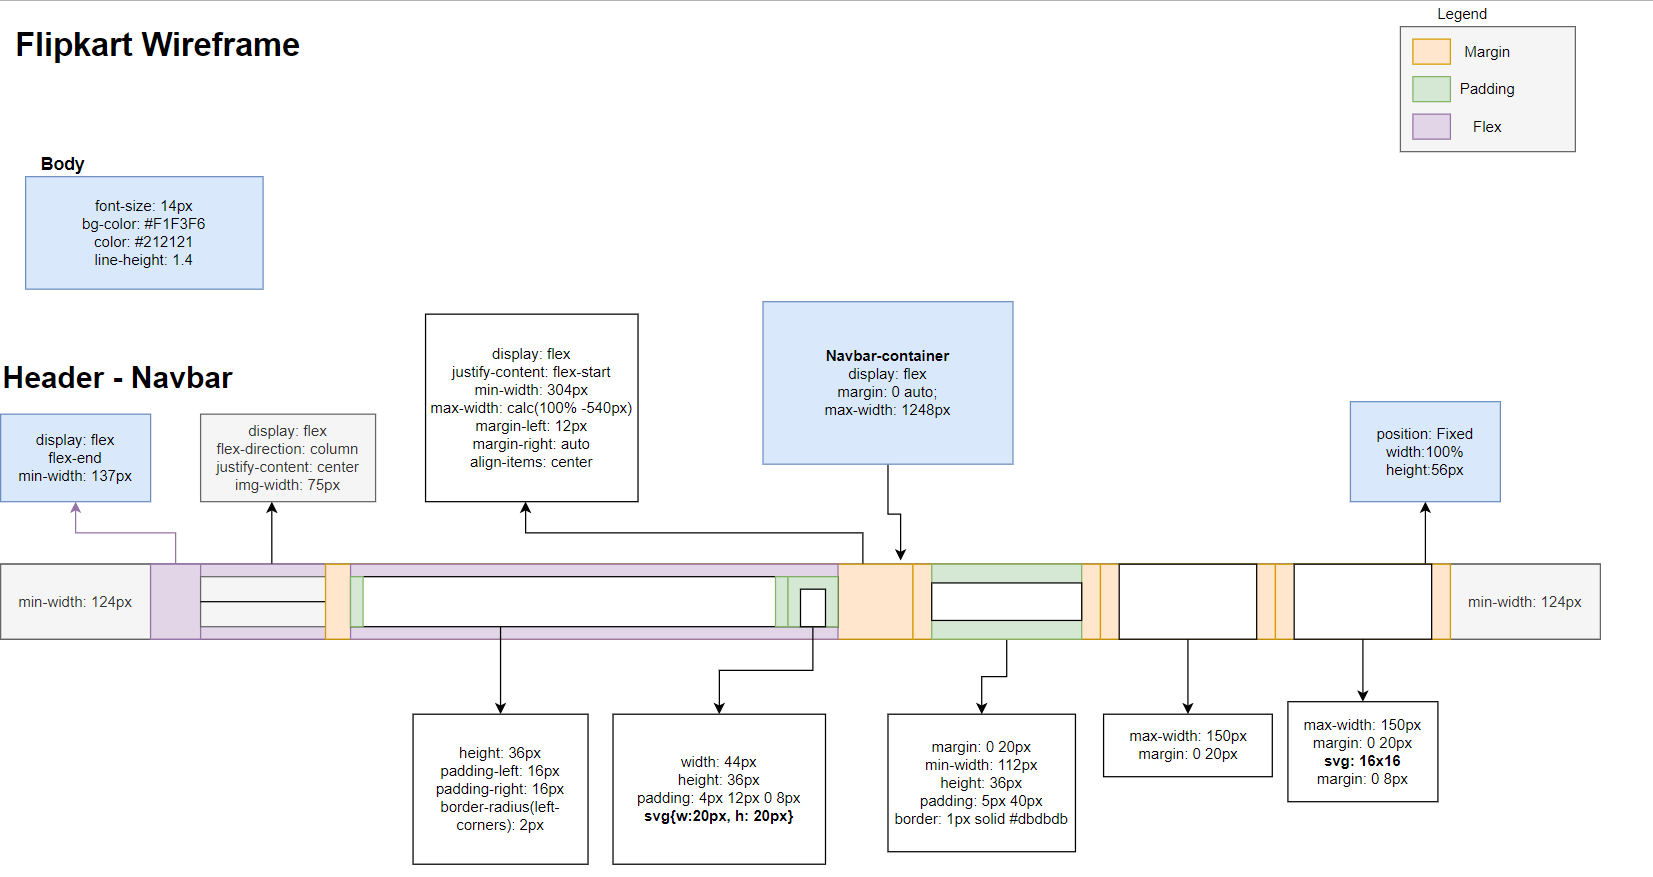 Legend
Flipkart Wireframe
Margin
Padding
Flex
Body
font-size: 14px
bg-color: #F1F3F6
color: #212121
line-height: 1.4
Header - Navbar
display: flex
flex-end
min-width: 137px
display: flex
flex-direction: column
justify-content: center
img-width: 75px
display: flex
justify-content: flex-start
min-width: 304px
max-width: calc(100% -540px)
margin-left: 12px
margin-right: auto
align-items: center
Navbar-container
display: flex
margin: 0 auto;
max-width: 1248px
position: Fixed
width:100%
height:56px
min-width: 124px
min-width: 124px
height: 36px
padding-left: 16px
padding-right: 16px
border-radius(left-
corners): 2px
width: 44px
height: 36px
padding: 4px 12px 0 8px
svg{w:20px, h: 20px}
margin: 0 20px
min-width: 112px
height: 36px
padding: 5px 40px
border: 1px solid #dbdbdb
max-width: 150px
margin: 0 20px
max-width: 150px
margin: 0 20px
svg: 16x16
margin: 0 8px